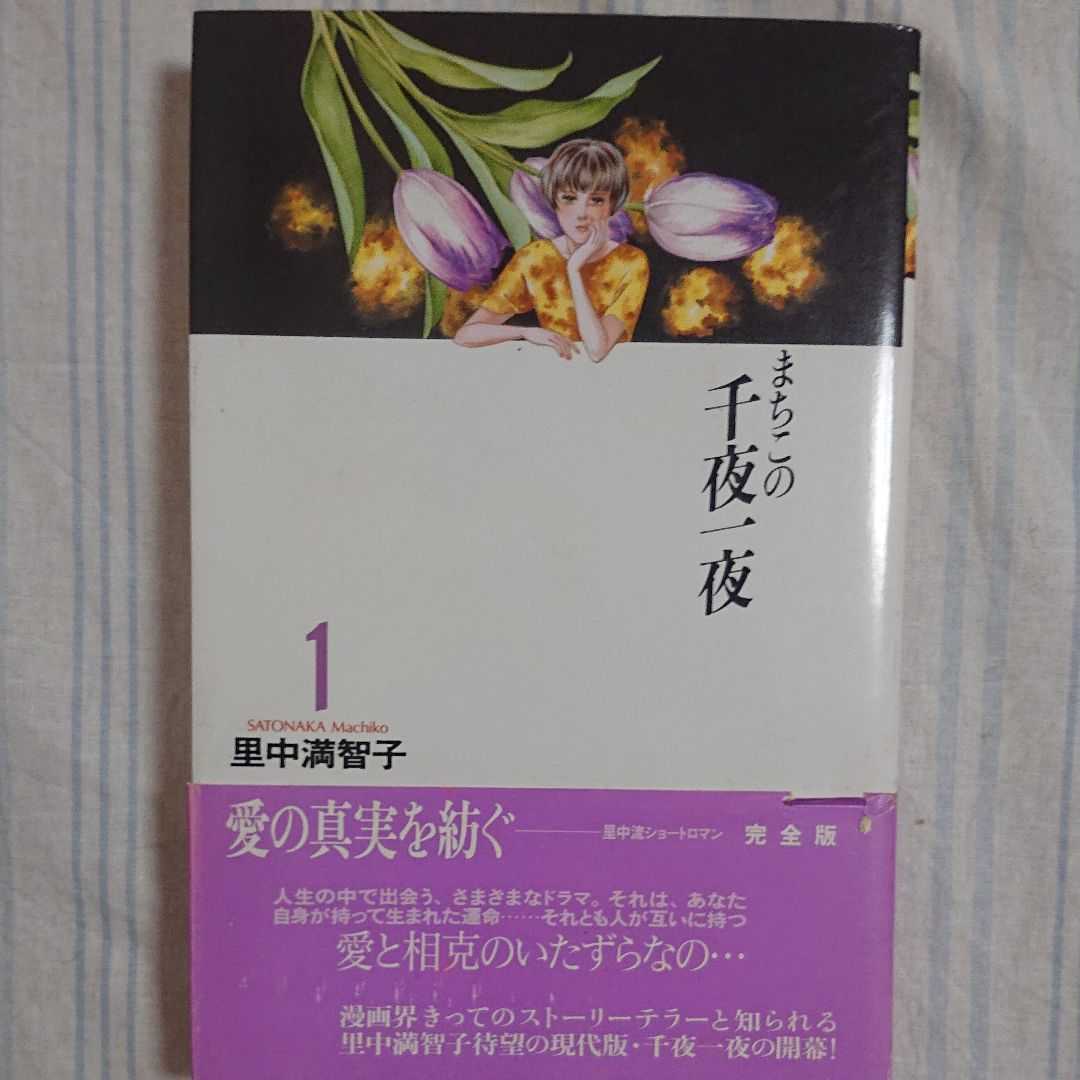 まちこの
千夜一夜
1
SATONAKA Machiko
里中満智子
愛の真実を紡ぐ――里中流ショートロマン 完全版
人生の中で出会う、さまざまなドラマ。それは、あなた
自身が持って生まれた運命……それとも人が互いに持つ
愛と相克のいたずらなの…
漫画界きってのストーリーテラーと知られる
里中満智子待望の現代版・千夜一夜の開幕!